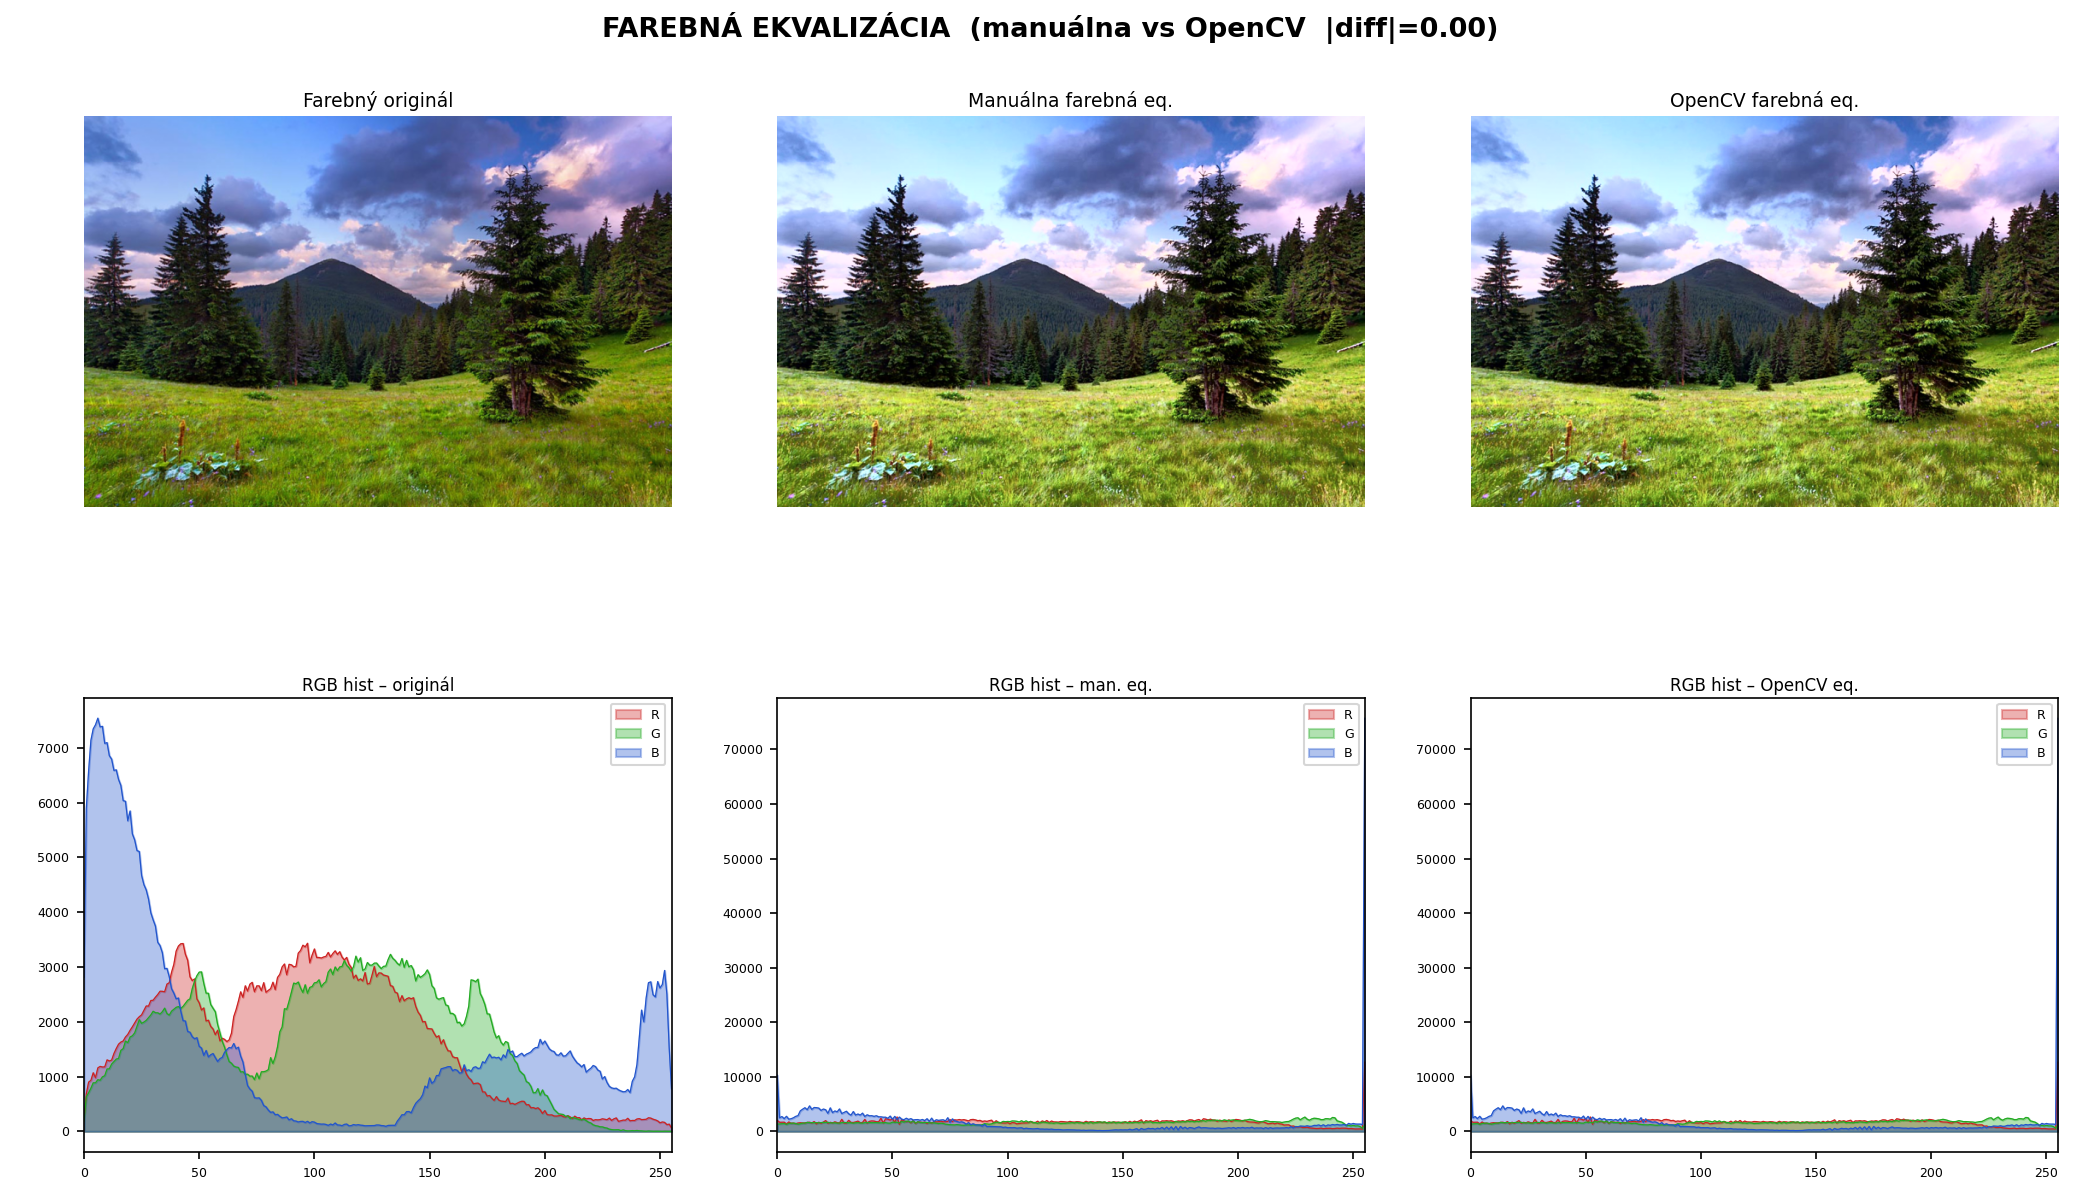 FAREBNÁ EKVALIZÁCIA  (manuálna vs OpenCV  |diff|=0.00)
Farebný originál
Manuálna farebná eq.
OpenCV farebná eq.
RGB hist – originál
R
G
B
7000
6000
5000
4000
3000
2000
1000
0
0 50 100 150 200 250
RGB hist – man. eq.
R
G
B
70000
60000
50000
40000
30000
20000
10000
0
0 50 100 150 200 250
RGB hist – OpenCV eq.
R
G
B
70000
60000
50000
40000
30000
20000
10000
0
0 50 100 150 200 250